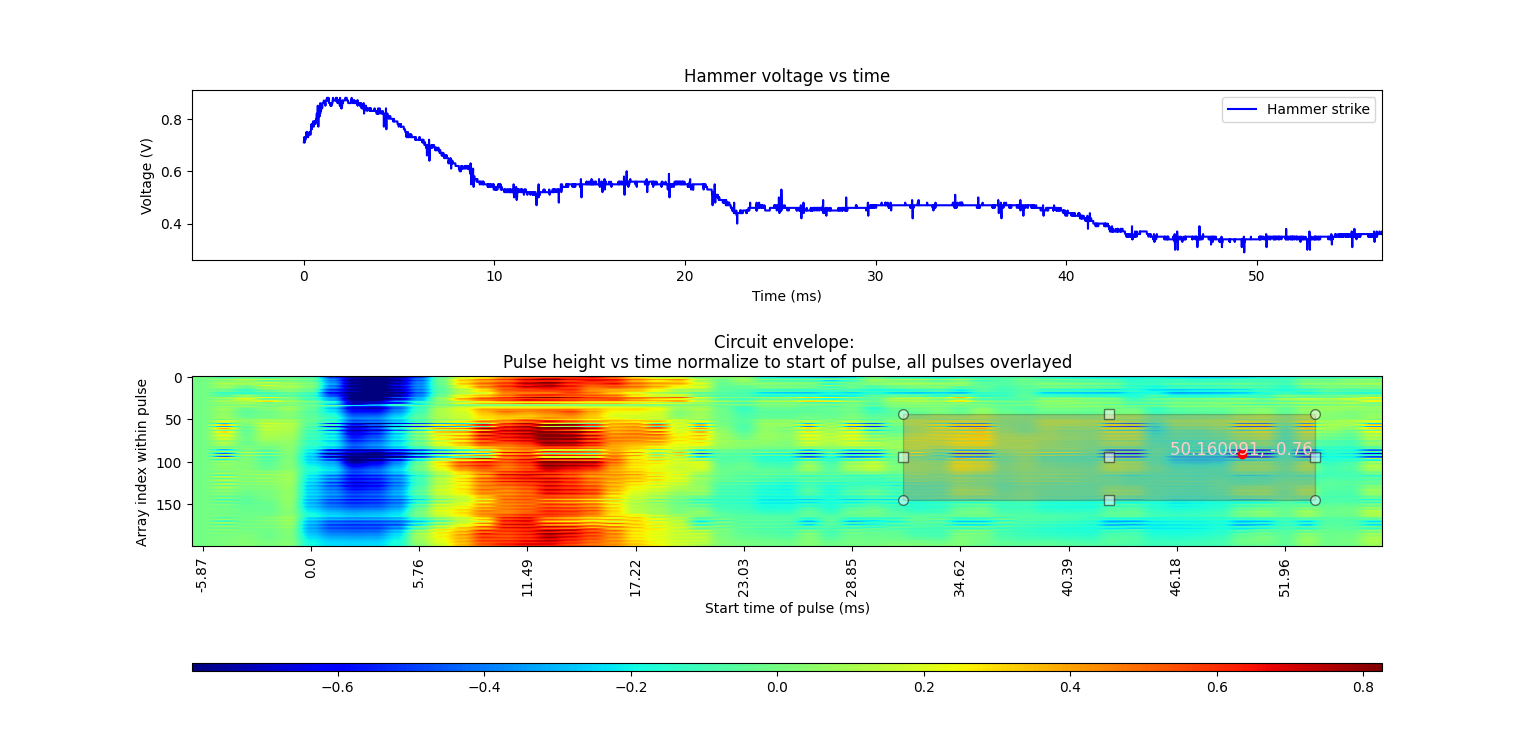 Hammer voltage vs time
Hammer strike
Voltage (V)
0.8
0.6
0.4
0 10 20 30 40 50
Time (ms)
Circuit envelope:
Pulse height vs time normalize to start of pulse, all pulses overlayed
Array index within pulse
0
50
100
150
50.160091, -0.76
-5.87 0.0 5.76 11.49 17.22 23.03 28.85 34.62 40.39 46.18 51.96
Start time of pulse (ms)
−0.6 −0.4 −0.2 0.0 0.2 0.4 0.6 0.8